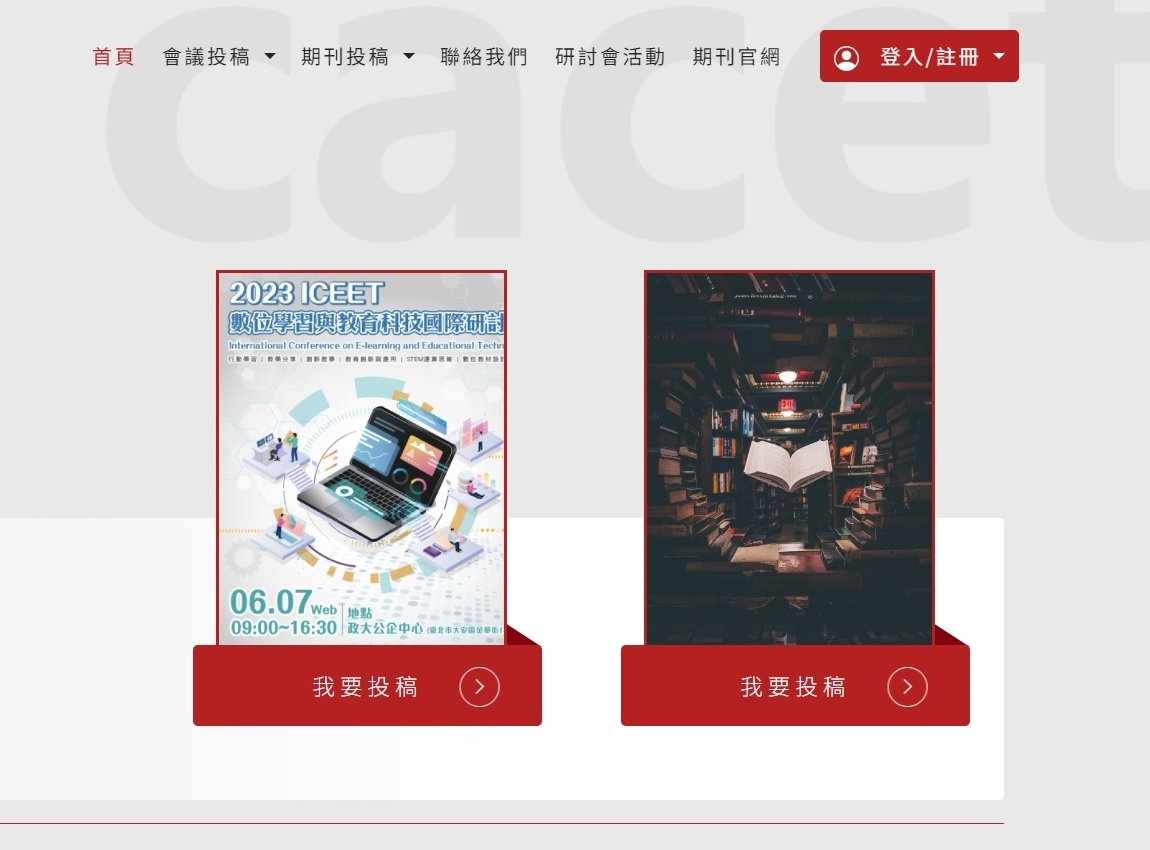 cacet
首頁 會議投稿 期刊投稿 聯絡我們 研討會活動 期刊官網 登入/註冊
2023 ICEET
數位學習與教育科技國際研討
International Conference on E-learning and Educational Techn
行動學習 | 教學分享 | 創新教學 | 教育創新與應用 | STEM運算思維 | 數位教材設計
06.07 Web
09:00~16:30
地點
政大公企中心 (臺北市大安區金華街1
EXIT
我要投稿
我要投稿